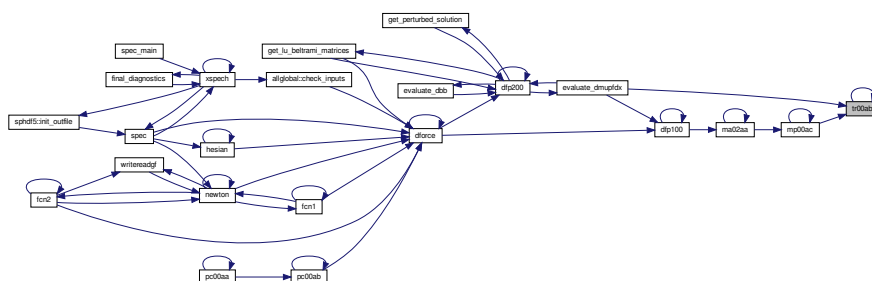 get_perturbed_solution
spec_main
get_lu_beltrami_matrices
final_diagnostics
xspech
allglobal::check_inputs
evaluate_dbb
dfp200
evaluate_dmupfdx
tr00ab
sphdf5::init_outfile
spec
hesian
dforce
dfp100
ma02aa
mp00ac
writereadgf
fcn2
newton
fcn1
pc00aa
pc00ab